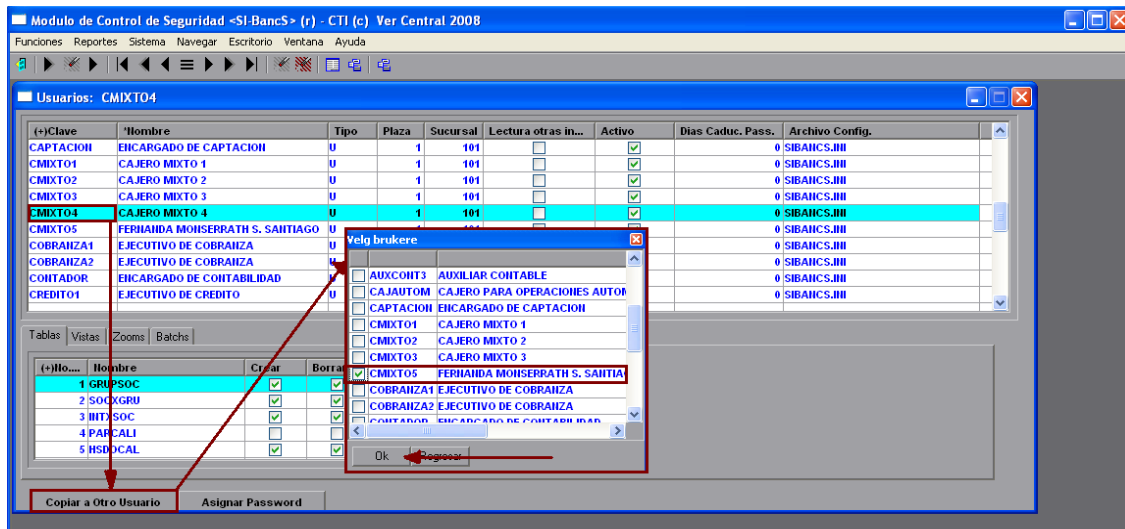 Modulo de Control de Seguridad <SI-BancS> (r) - CTI (c) Ver Central 2008
Funciones Reportes Sistema Navegar Escritorio Ventana Ayuda
Usuarios: CMIXTO4
(+)Clave *Nombre Tipo Plaza Sucursal Lectura otras in... Activo Dias Caduc. Pass. Archivo Config.
CAPTACION ENCARGADO DE CAPTACION U 1 101 0 SIBANCS.INI
CMIXTO1 CAJERO MIXTO 1 U 1 101 0 SIBANCS.INI
CMIXTO2 CAJERO MIXTO 2 U 1 101 0 SIBANCS.INI
CMIXTO3 CAJERO MIXTO 3 U 1 101 0 SIBANCS.INI
CMIXTO4 CAJERO MIXTO 4 U 1 101 0 SIBANCS.INI
CMIXTO5 FERNANDA MONSERRATH S. SANTIAGO U 0 SIBANCS.INI
COBRANZA1 EJECUTIVO DE COBRANZA U 0 SIBANCS.INI
COBRANZA2 EJECUTIVO DE COBRANZA 0 SIBANCS.INI
CONTADOR ENCARGADO DE CONTABILIDAD 0 SIBANCS.INI
CREDITO1 EJECUTIVO DE CREDITO U 0 SIBANCS.INI
Velg brukere
AUXCONT3 AUXILIAR CONTABLE
CAJAUTOM CAJERO PARA OPERACIONES AUTOM
CAPTACION ENCARGADO DE CAPTACION
CMIXTO1 CAJERO MIXTO 1
CMIXTO2 CAJERO MIXTO 2
CMIXTO3 CAJERO MIXTO 3
CMIXTO5 FERNANDA MONSERRATH S. SANTIA
COBRANZA1 EJECUTIVO DE COBRANZA
COBRANZA2 EJECUTIVO DE COBRANZA
CONTADOR ENCARGADO DE CONTABILIDAD
Ok Regresar
Tablas Vistas Zooms Batchs
(+)No.... Nombre Crear Borrar
1 GRUPSOC
2 SOCXGRU
3 INTXSOC
4 PARCALI
5 HSDOCAL
Copiar a Otro Usuario Asignar Password